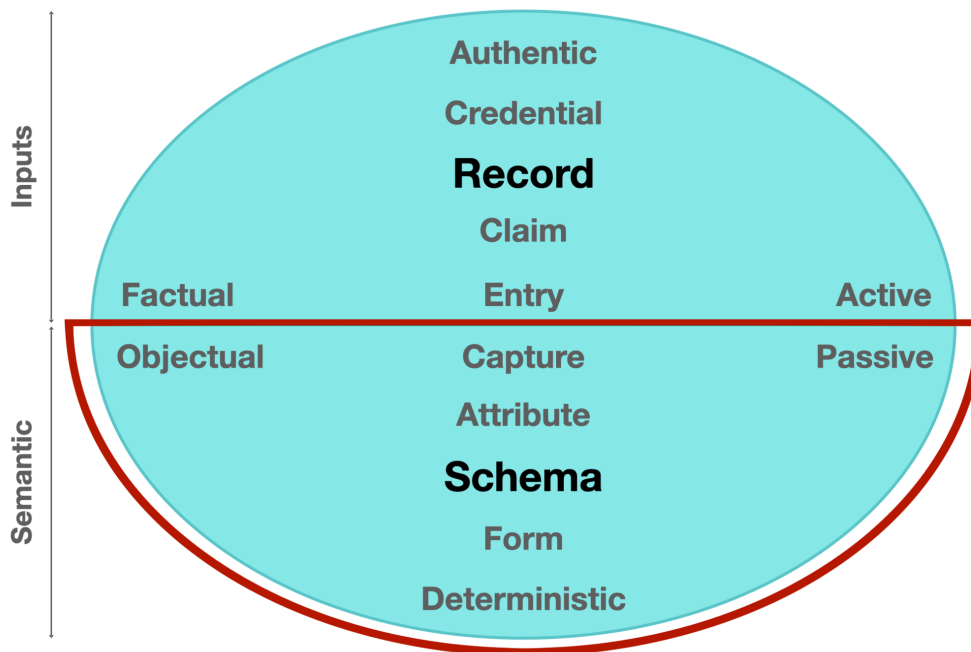 Authentic
Credential
Record
Claim
Factual Entry Active
Objectual Capture Passive
Attribute
Schema
Form
Deterministic
Inputs
Semantic